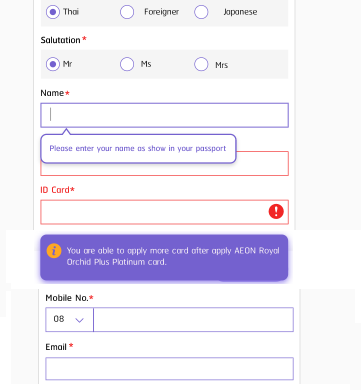 Thai Foreigner Japanese
Salutation *
Mr Ms Mrs
Name*
Please enter your name as show in your passport
ID Card*
You are able to apply more card after apply AEON Royal
Orchid Plus Platinum card.
Mobile No.*
08
Email *